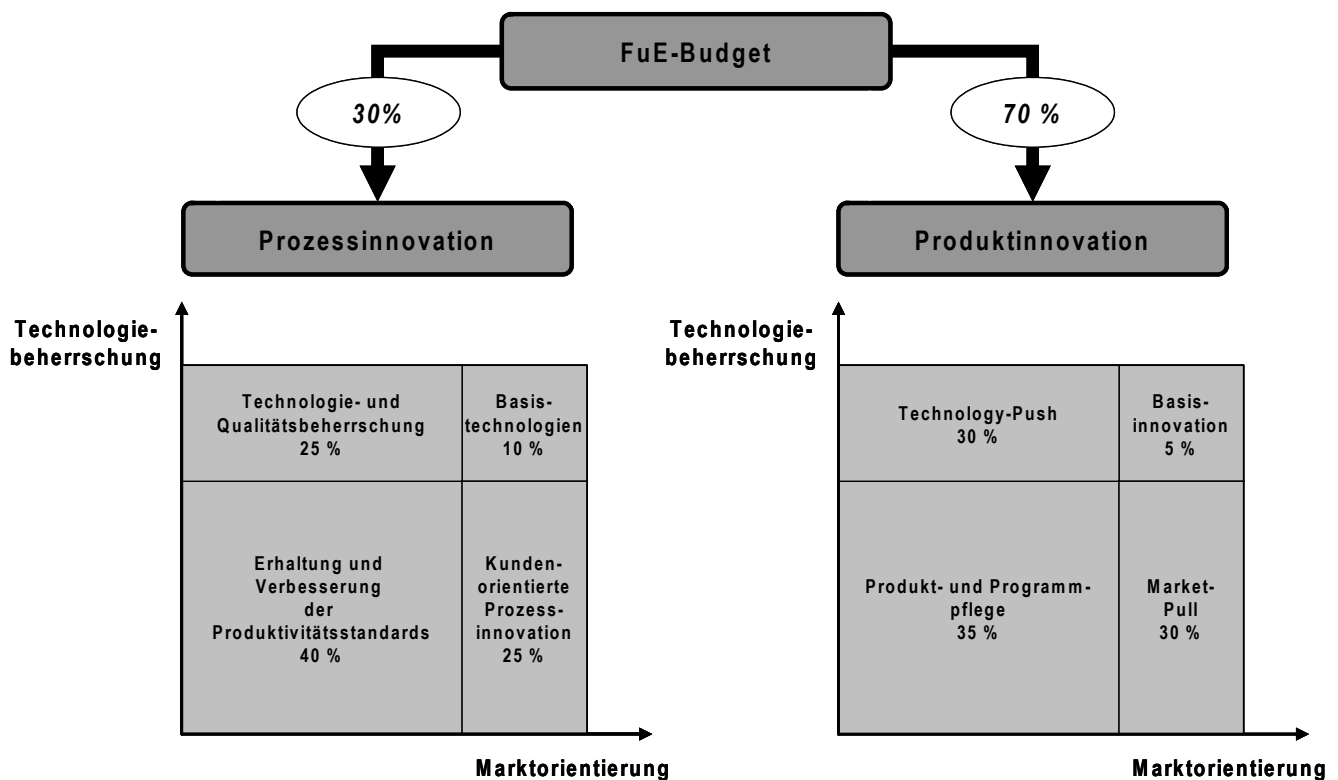 FuE-Budget
30%
70 %
Prozessinnovation
Produktinnovation
Technologie-
beherrschung
Technologie- und
Qualitätsbeherrschung
25 %
Basis-
technologien
10 %
Erhaltung und
Verbesserung
der
Produktivitätsstandards
40 %
Kunden-
orientierte
Prozess-
innovation
25 %
Marktorientierung
Technologie-
beherrschung
Technology-Push
30 %
Basis-
innovation
5 %
Produkt- und Programm-
pflege
35 %
Market-
Pull
30 %
Marktorientierung